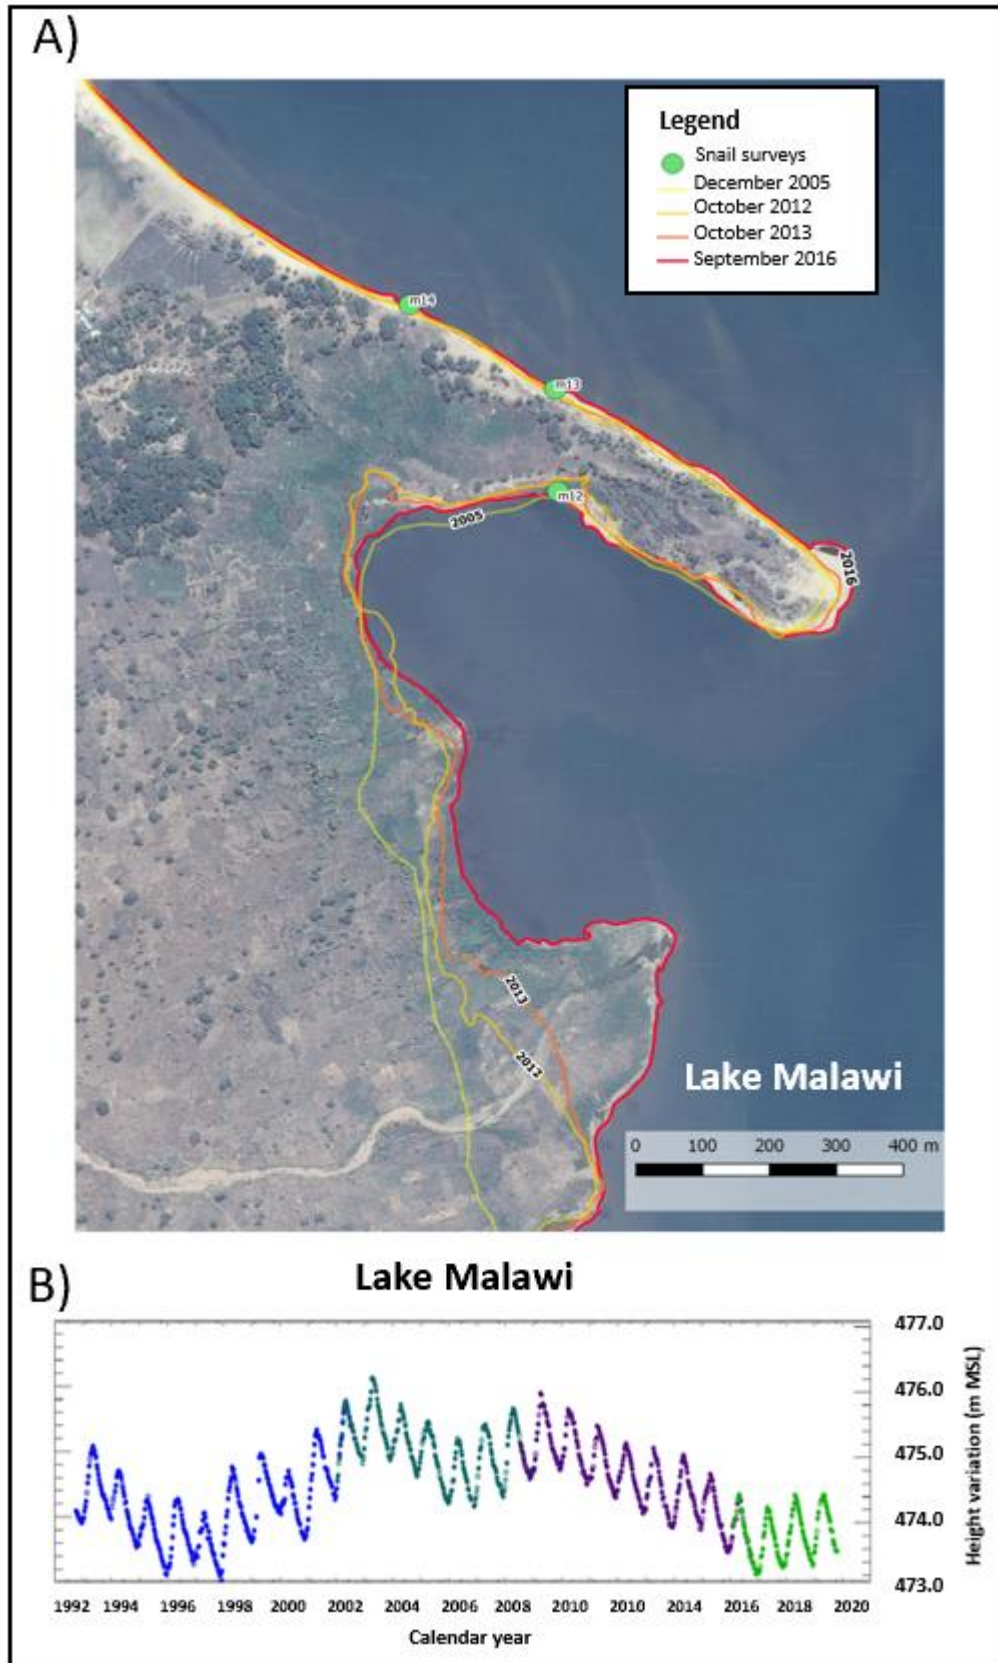 A)
Legend
Snail surveys
December 2005
October 2012
October 2013
September 2016
m14
m13
m12
2005
2016
2013
2012
Lake Malawi
0 100 200 300 400 m
B)
Lake Malawi
477.0
476.0
475.0
474.0
473.0
Height variation (m MSL)
1992 1994 1996 1998 2000 2002 2004 2006 2008 2010 2010 2014 2016 2018 2020
Calendar year